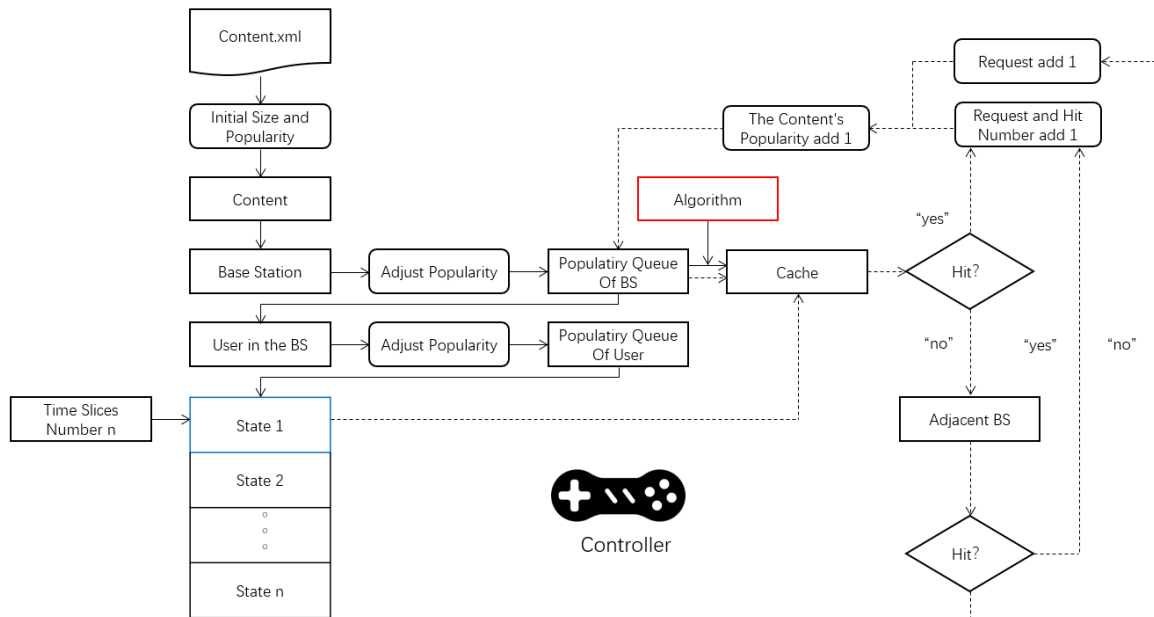 Content.xml
Request add 1
Initial Size and
Popularity
The Content's
Popularity add 1
Request and Hit
Number add 1
Content
Algorithm
“yes”
Base Station
Adjust Popularity
Populatiry Queue
Of BS
Cache
Hit?
User in the BS
Adjust Popularity
Populatiry Queue
Of User
“no”
“yes”
“no”
Time Slices
Number n
State 1
Adjacent BS
State 2
Controller
Hit?
State n